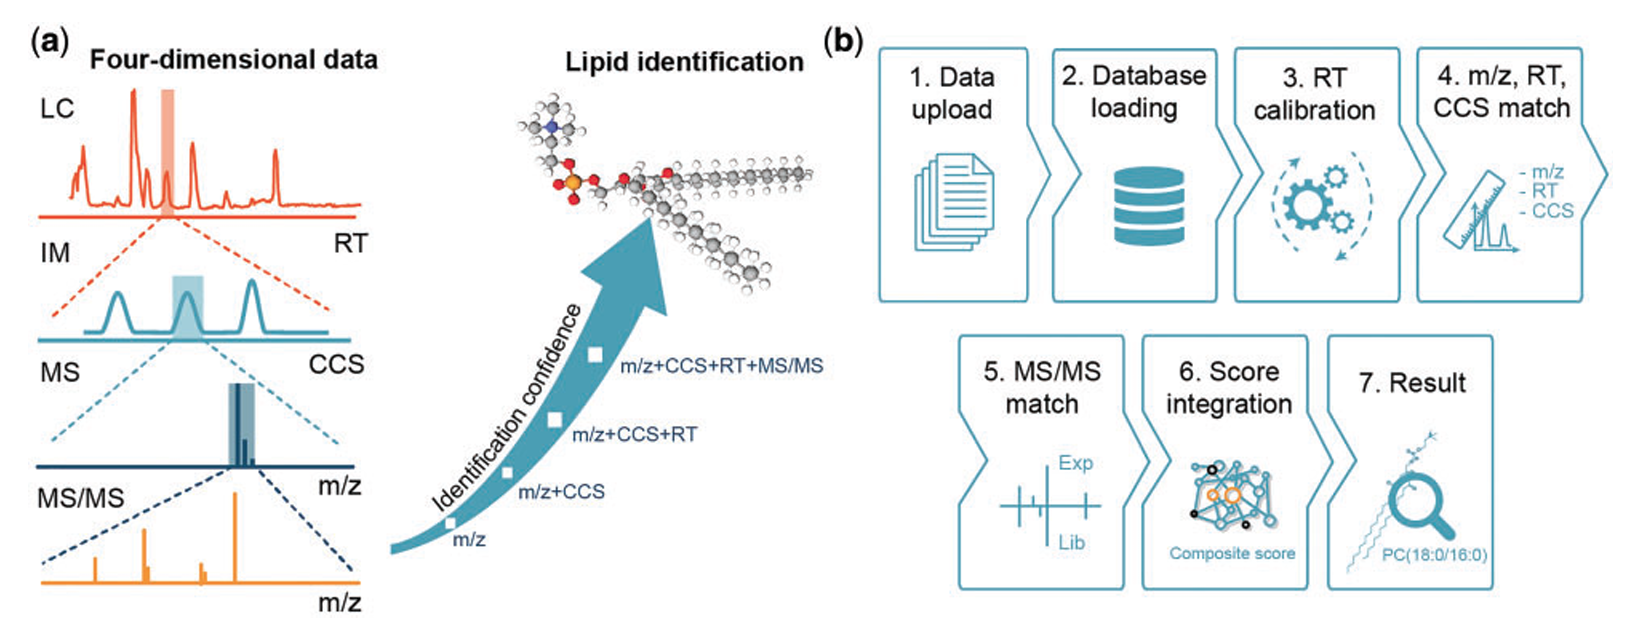 (a)
Four-dimensional data
LC
RT
IM
CCS
MS
m/z
MS/MS
m/z
Lipid identification
Identification confidence
m/z+CCS+RT+MS/MS
m/z+CCS+RT
m/z+CCS
m/z
(b)
1. Data
upload
2. Database
loading
3. RT
calibration
4. m/z, RT,
CCS match
- m/z
- RT
- CCS
5. MS/MS
match
Exp
Lib
6. Score
integration
Composite score
7. Result
PC(18:0/16:0)